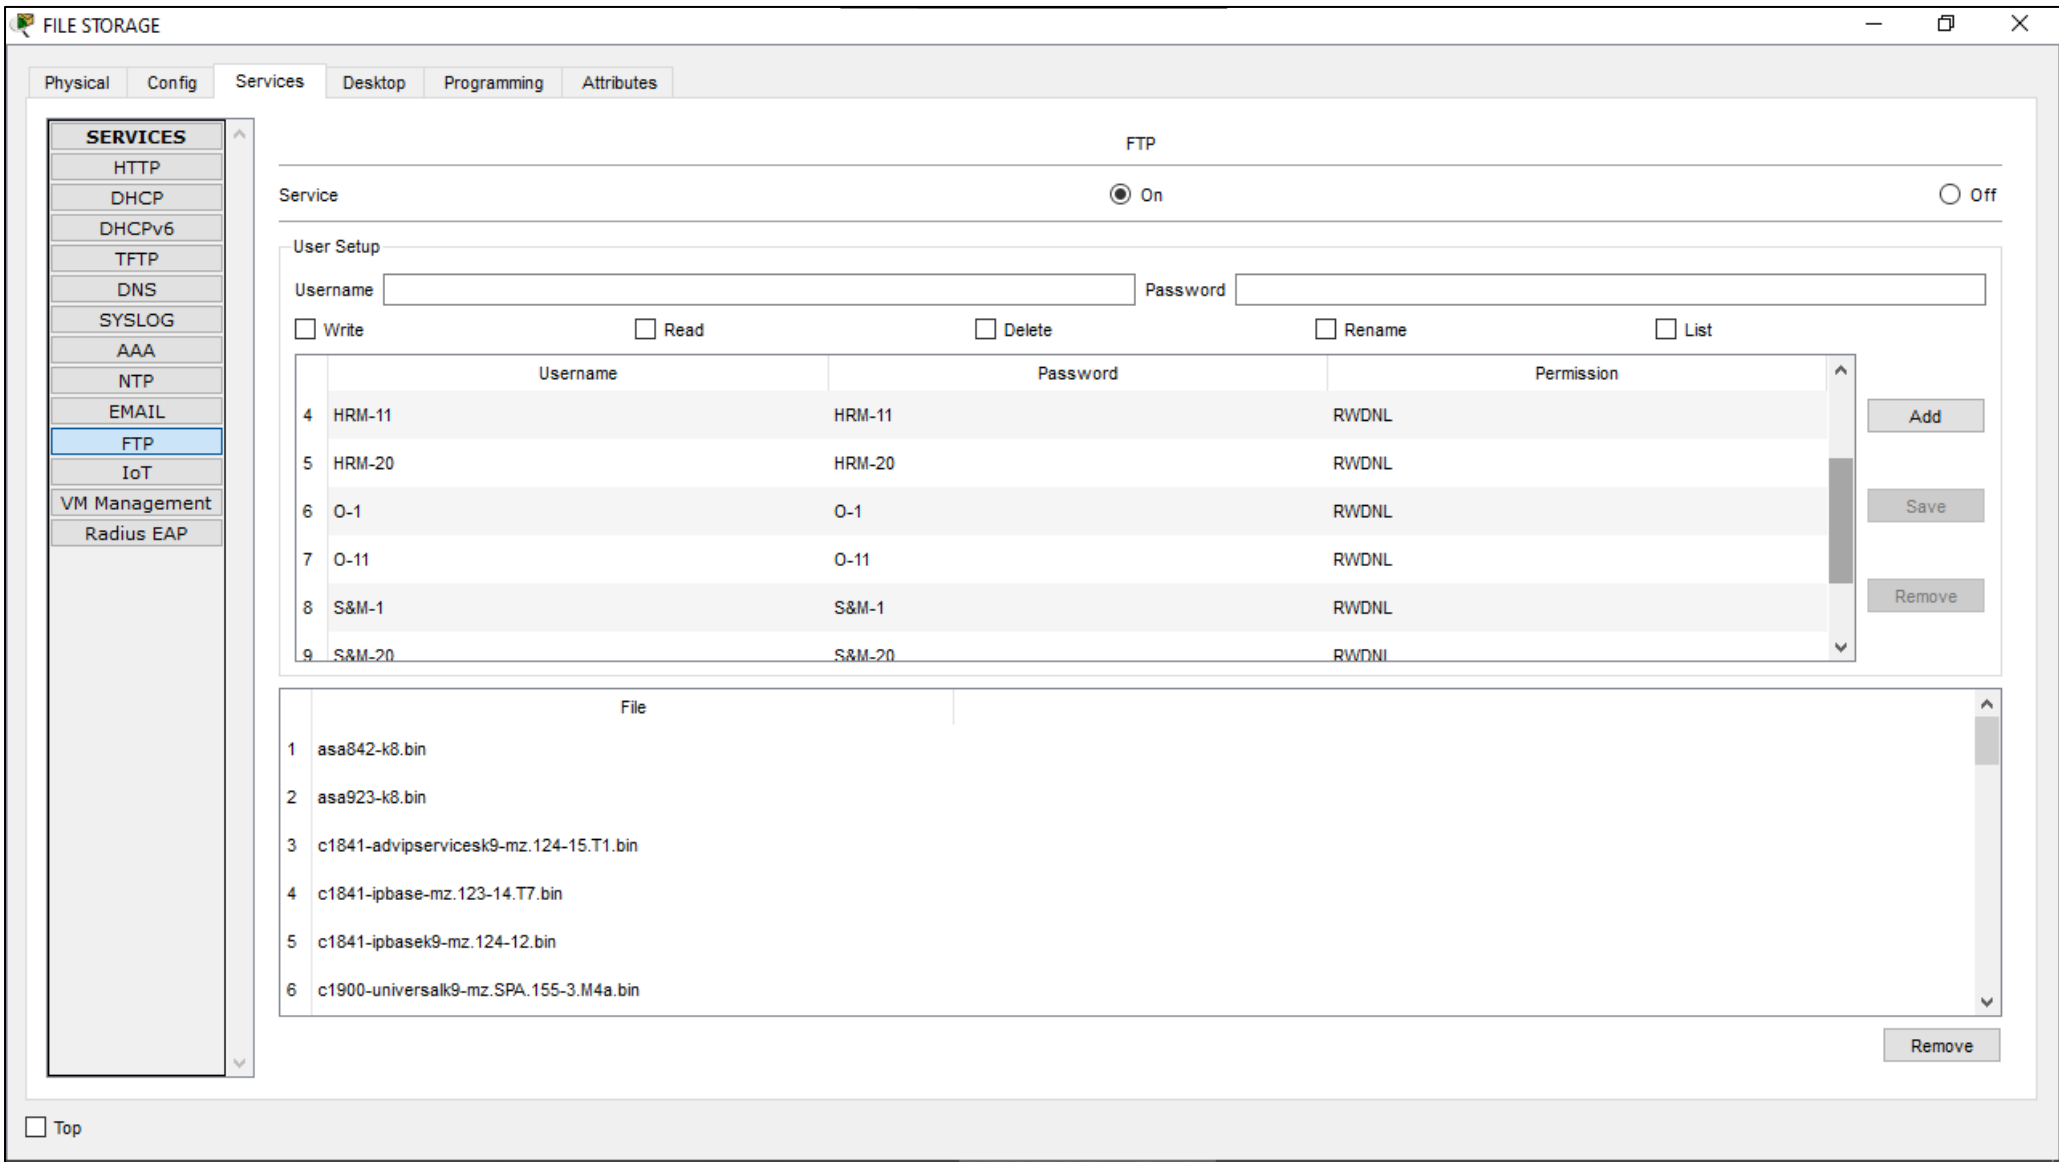 FILE STORAGE
Physical Config Services Desktop Programming Attributes
SERVICES
HTTP
DHCP
DHCPv6
TFTP
DNS
SYSLOG
AAA
NTP
EMAIL
FTP
IoT
VM Management
Radius EAP
FTP
Service On Off
User Setup
Username Password
Write Read Delete Rename List
Username Password Permission
4 HRM-11 HRM-11 RWDNL
5 HRM-20 HRM-20 RWDNL
6 O-1 O-1 RWDNL
7 O-11 O-11 RWDNL
8 S&M-1 S&M-1 RWDNL
9 S&M-20 S&M-20 RWDNL
Add
Save
Remove
File
1 asa842-k8.bin
2 asa923-k8.bin
3 c1841-advipservicesk9-mz.124-15.T1.bin
4 c1841-ipbase-mz.123-14.T7.bin
5 c1841-ipbasek9-mz.124-12.bin
6 c1900-universalk9-mz.SPA.155-3.M4a.bin
Remove
Top